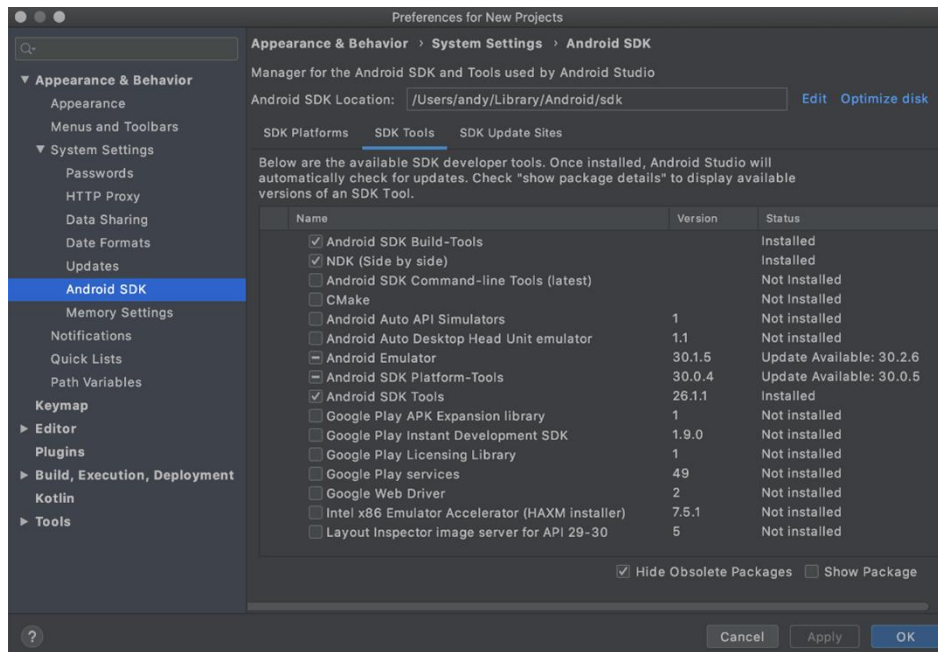 Preferences for New Projects
Appearance & Behavior › System Settings › Android SDK
Manager for the Android SDK and Tools used by Android Studio
Android SDK Location: /Users/andy/Library/Android/sdk Edit Optimize disk
SDK Platforms SDK Tools SDK Update Sites
Below are the available SDK developer tools. Once installed, Android Studio will
automatically check for updates. Check "show package details" to display available
versions of an SDK Tool.
Appearance & Behavior
Appearance
Menus and Toolbars
System Settings
Passwords
HTTP Proxy
Data Sharing
Date Formats
Updates
Android SDK
Memory Settings
Notifications
Quick Lists
Path Variables
Keymap
Editor
Plugins
Build, Execution, Deployment
Kotlin
Tools
Name Version Status
Android SDK Build-Tools Installed
NDK (Side by side) Installed
Android SDK Command-line Tools (latest) Not Installed
CMake Not Installed
Android Auto API Simulators 1 Not installed
Android Auto Desktop Head Unit emulator 1.1 Not installed
Android Emulator 30.1.5 Update Available: 30.2.6
Android SDK Platform-Tools 30.0.4 Update Available: 30.0.5
Android SDK Tools 26.1.1 Installed
Google Play APK Expansion library 1 Not installed
Google Play Instant Development SDK 1.9.0 Not installed
Google Play Licensing Library 1 Not installed
Google Play services 49 Not installed
Google Web Driver 2 Not installed
Intel x86 Emulator Accelerator (HAXM installer) 7.5.1 Not installed
Layout Inspector image server for API 29-30 5 Not installed
Hide Obsolete Packages Show Package
? Cancel Apply OK